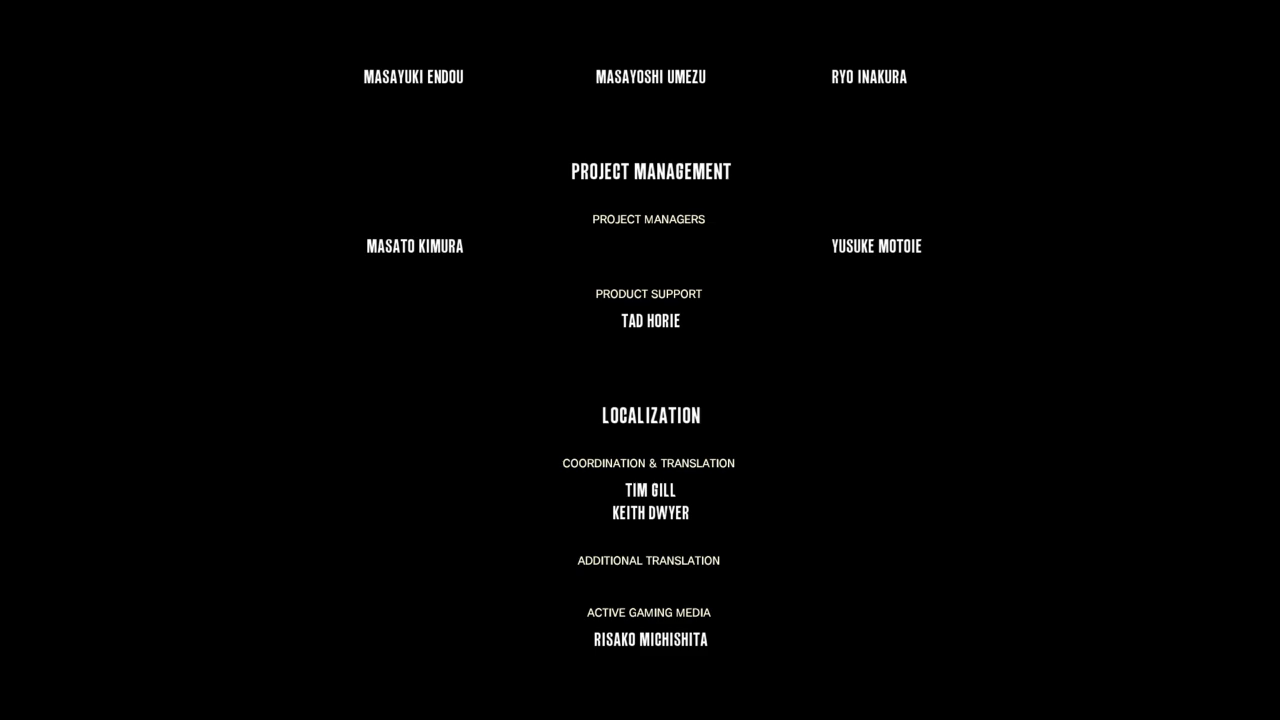 MASAYUKI ENDOU MASAYOSHI UMEZU RYO INAKURA
PROJECT MANAGEMENT
PROJECT MANAGERS
MASATO KIMURA YUSUKE MOTOIE
PRODUCT SUPPORT
TAD HORIE
LOCALIZATION
COORDINATION & TRANSLATION
TIM GILL
KEITH DWYER
ADDITIONAL TRANSLATION
ACTIVE GAMING MEDIA
RISAKO MICHISHITA